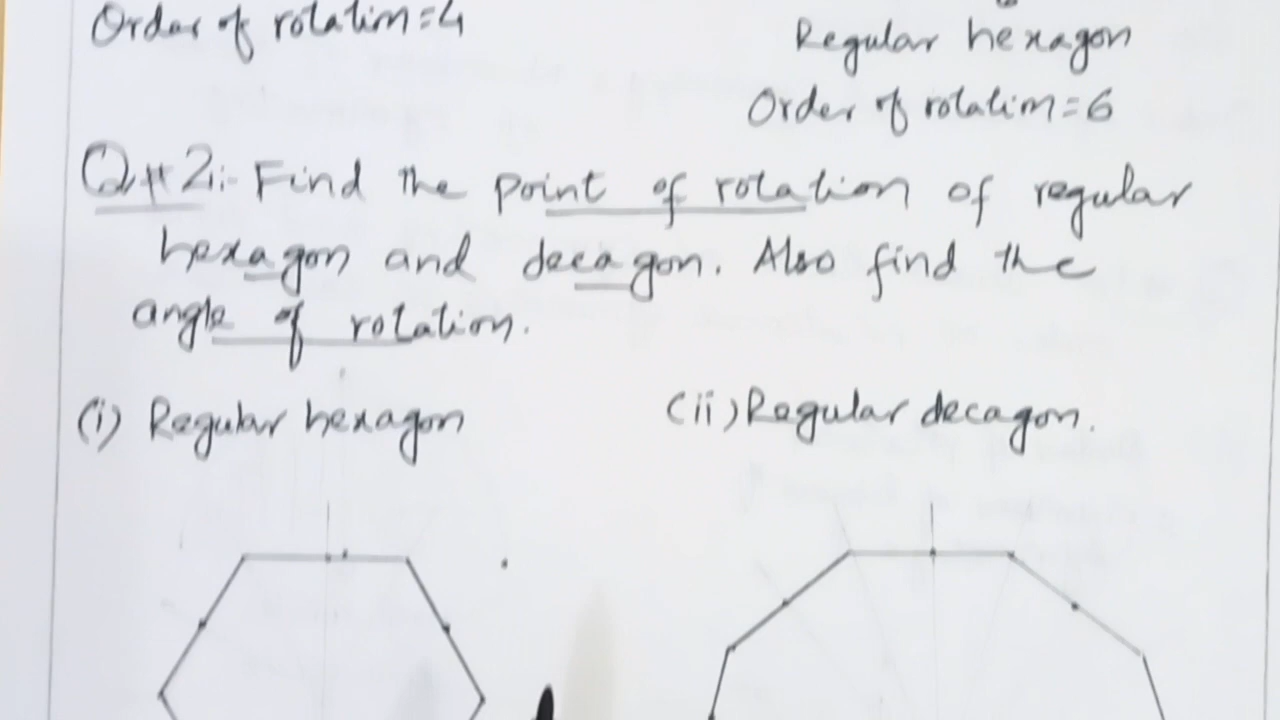 Order of rotation=4
Regular hexagon
Order of rotation=6
Q#2:- Find the point of rotation of regular
hexagon and decagon. Also find the
angle of rotation.
(i) Regular hexagon
(ii) Regular decagon.